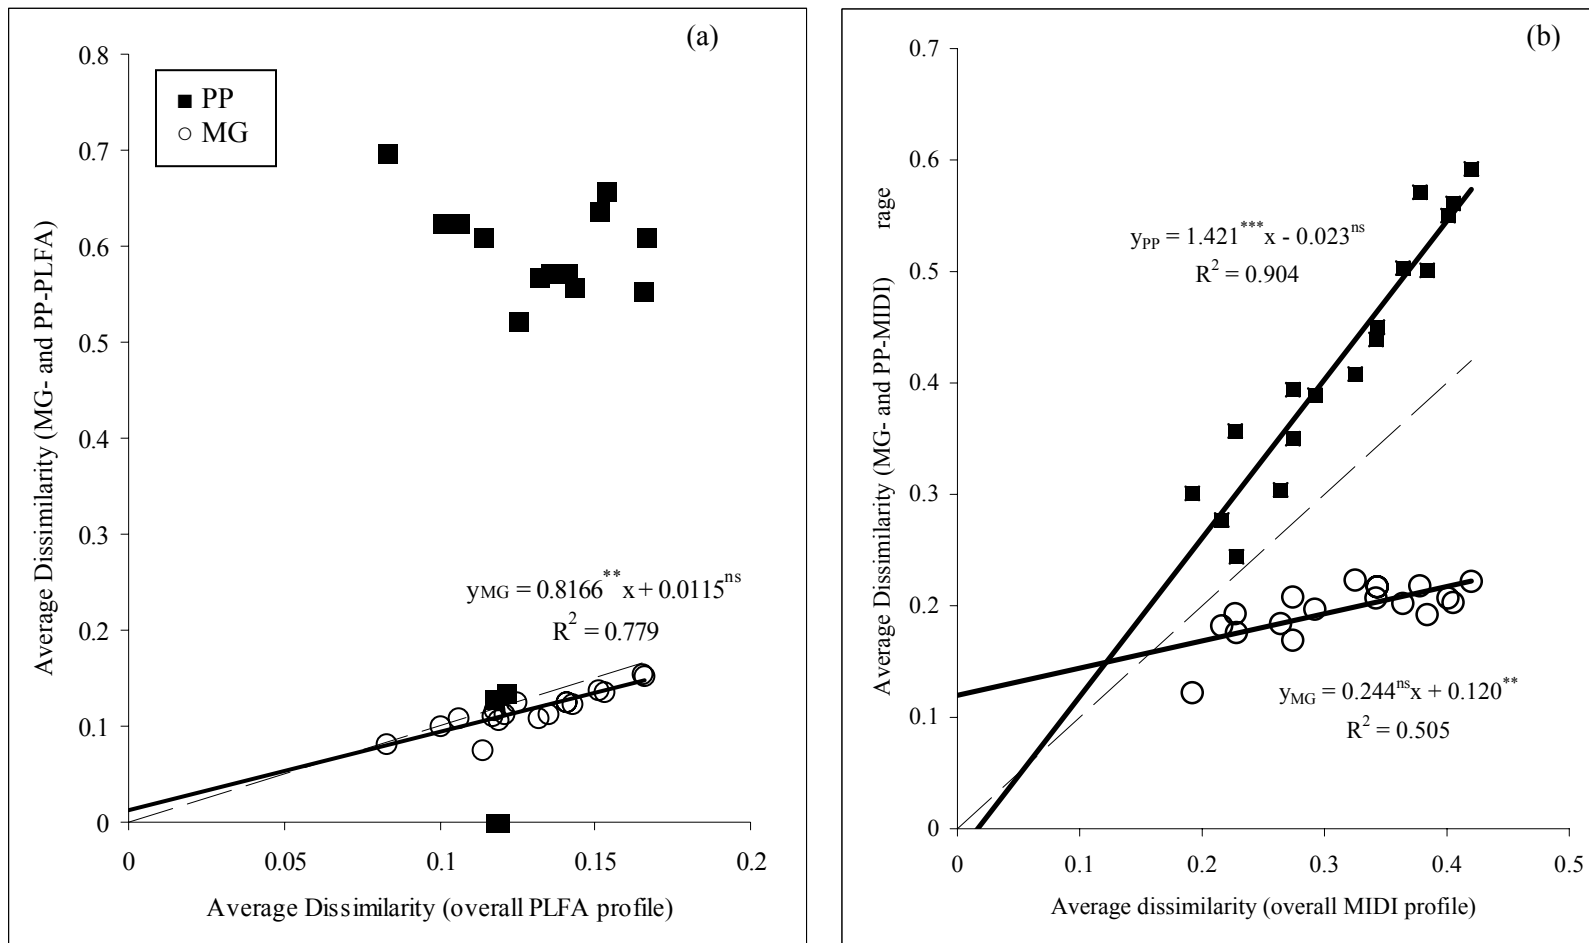 (a)
0.8
0.7
0.6
0.5
0.4
0.3
0.2
0.1
0
PP
MG
Average Dissimilarity (MG- and PP-PLFA)
yMG = 0.8166**x + 0.0115ns
R2 = 0.779
0
0.05
0.1
0.15
0.2
Average Dissimilarity (overall PLFA profile)
(b)
0.7
0.6
0.5
0.4
0.3
0.2
0.1
0
Average Dissimilarity (MG- and PP-MIDI)
rage
yPP = 1.421***x - 0.023ns
R2 = 0.904
yMG = 0.244nsx + 0.120**
R2 = 0.505
0
0.1
0.2
0.3
0.4
0.5
Average dissimilarity (overall MIDI profile)